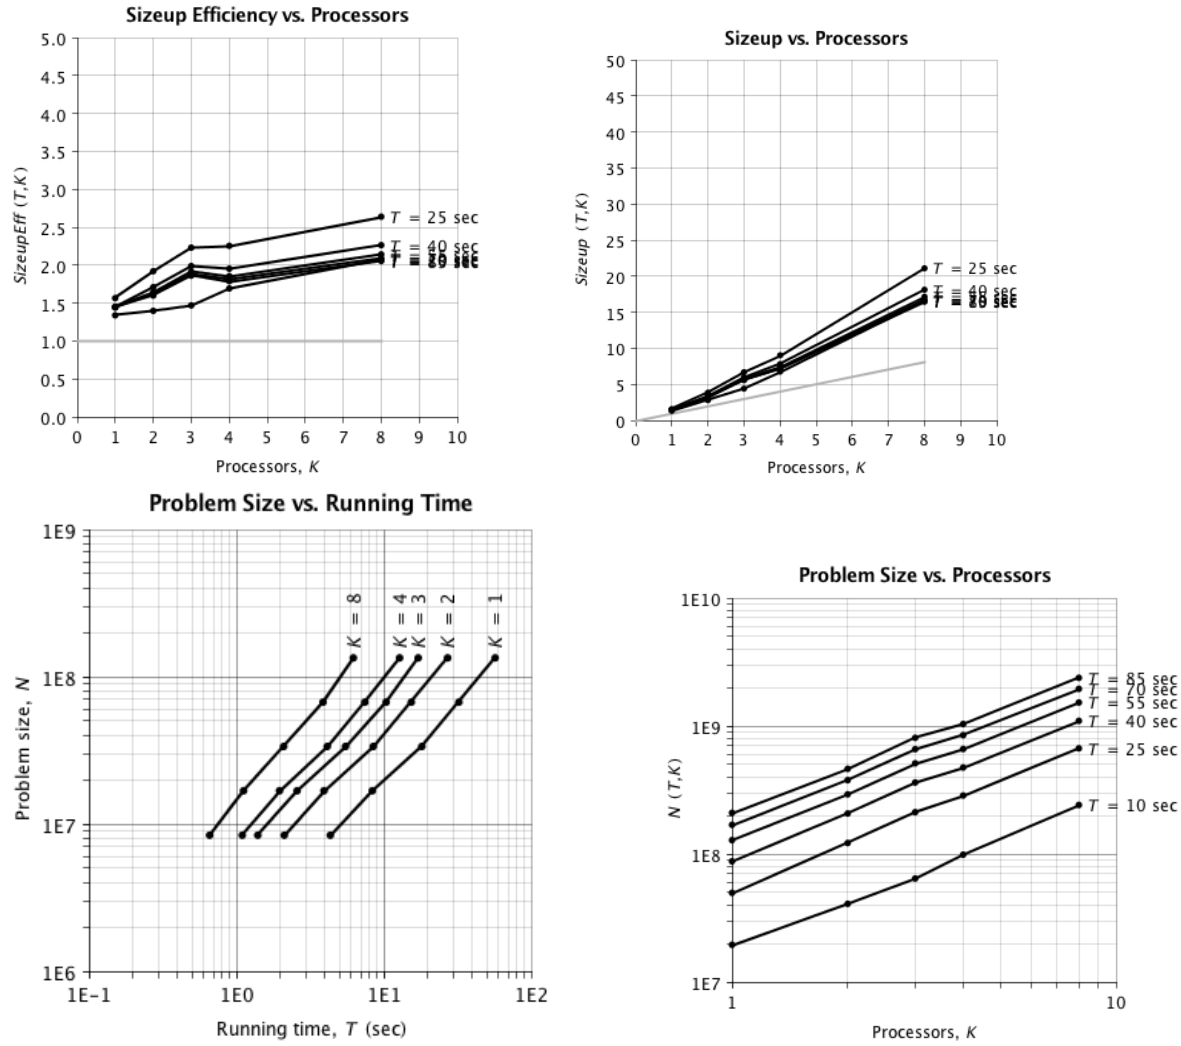 Sizeup Efficiency vs. Processors
5.0
4.5
4.0
3.5
3.0
2.5
2.0
1.5
1.0
0.5
0.0
SizeupEff (T,K)
T = 25 sec
T = 40 sec
0 1 2 3 4 5 6 7 8 9 10
Processors, K
Sizeup vs. Processors
50
45
40
35
30
25
20
15
10
5
0
Sizeup (T,K)
T = 25 sec
T = 40 sec
0 1 2 3 4 5 6 7 8 9 10
Processors, K
Problem Size vs. Running Time
1E9
1E8
1E7
1E6
Problem size, N
K = 8
K = 4
K = 3
K = 2
K = 1
1E-1 1E0 1E1 1E2
Running time, T (sec)
Problem Size vs. Processors
1E10
1E9
1E8
1E7
N (T,K)
T = 85 sec
T = 70 sec
T = 55 sec
T = 40 sec
T = 25 sec
T = 10 sec
1 10
Processors, K